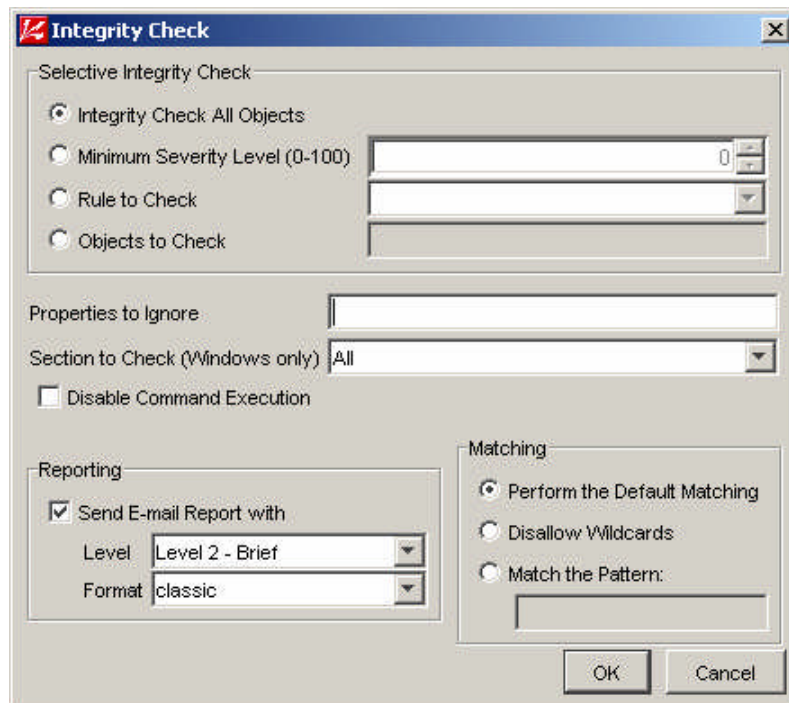 Integrity Check
Selective Integrity Check
Integrity Check All Objects
Minimum Severity Level (0-100) 0
Rule to Check
Objects to Check
Properties to Ignore
Section to Check (Windows only) All
Disable Command Execution
Reporting
Send E-mail Report with
Level Level 2 - Brief
Format classic
Matching
Perform the Default Matching
Disallow Wildcards
Match the Pattern:
OK Cancel